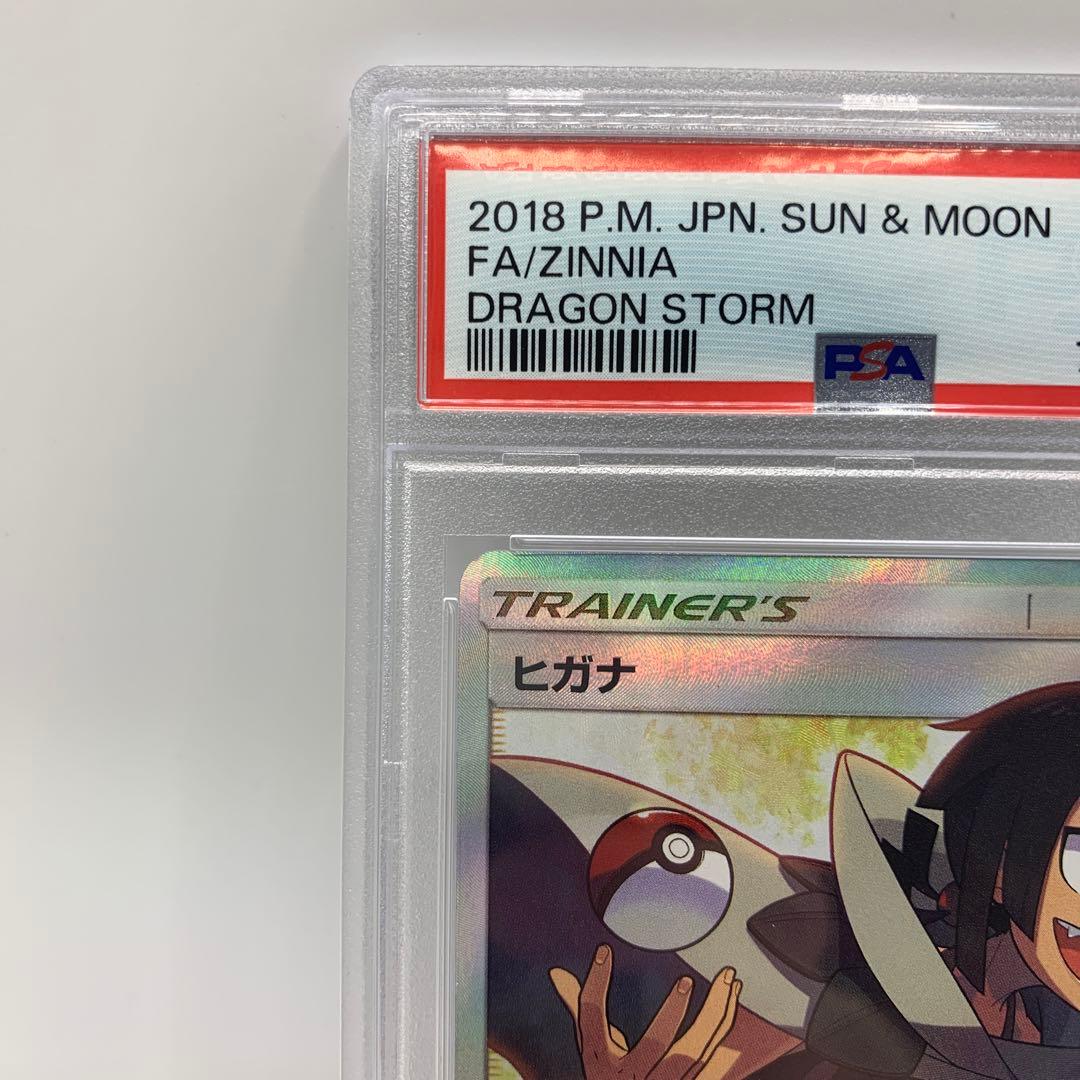 2018 P.M. JPN. SUN & MOON
FA/ZINNIA
DRAGON STORM
PSA
TRAINER'S
ヒガナ